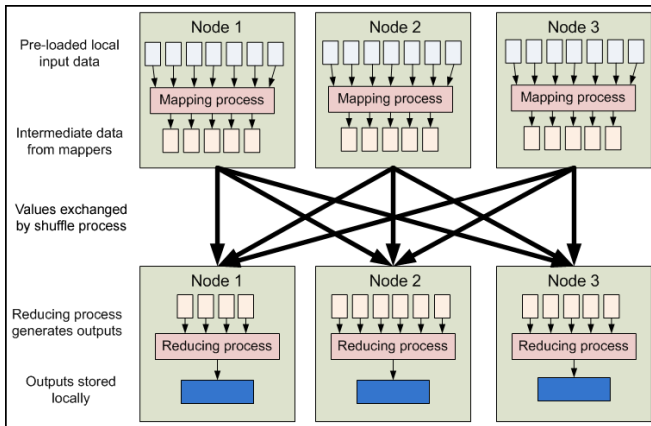 Node 1
Node 2
Node 3
Pre-loaded local
input data
Mapping process
Mapping process
Mapping process
Intermediate data
from mappers
Values exchanged
by shuffle process
Node 1
Node 2
Node 3
Reducing process
generates outputs
Reducing process
Reducing process
Reducing process
Outputs stored
locally